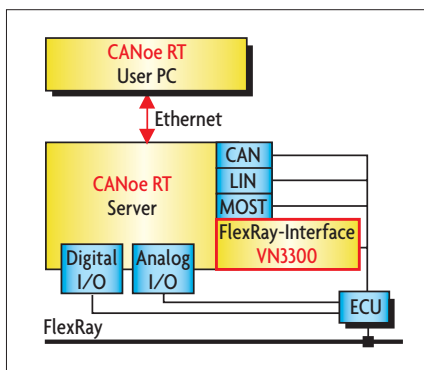 CANoe RT
User PC
Ethernet
CANoe RT
Server
CAN
LIN
MOST
FlexRay-Interface
VN3300
Digital
I/O
Analog
I/O
ECU
FlexRay